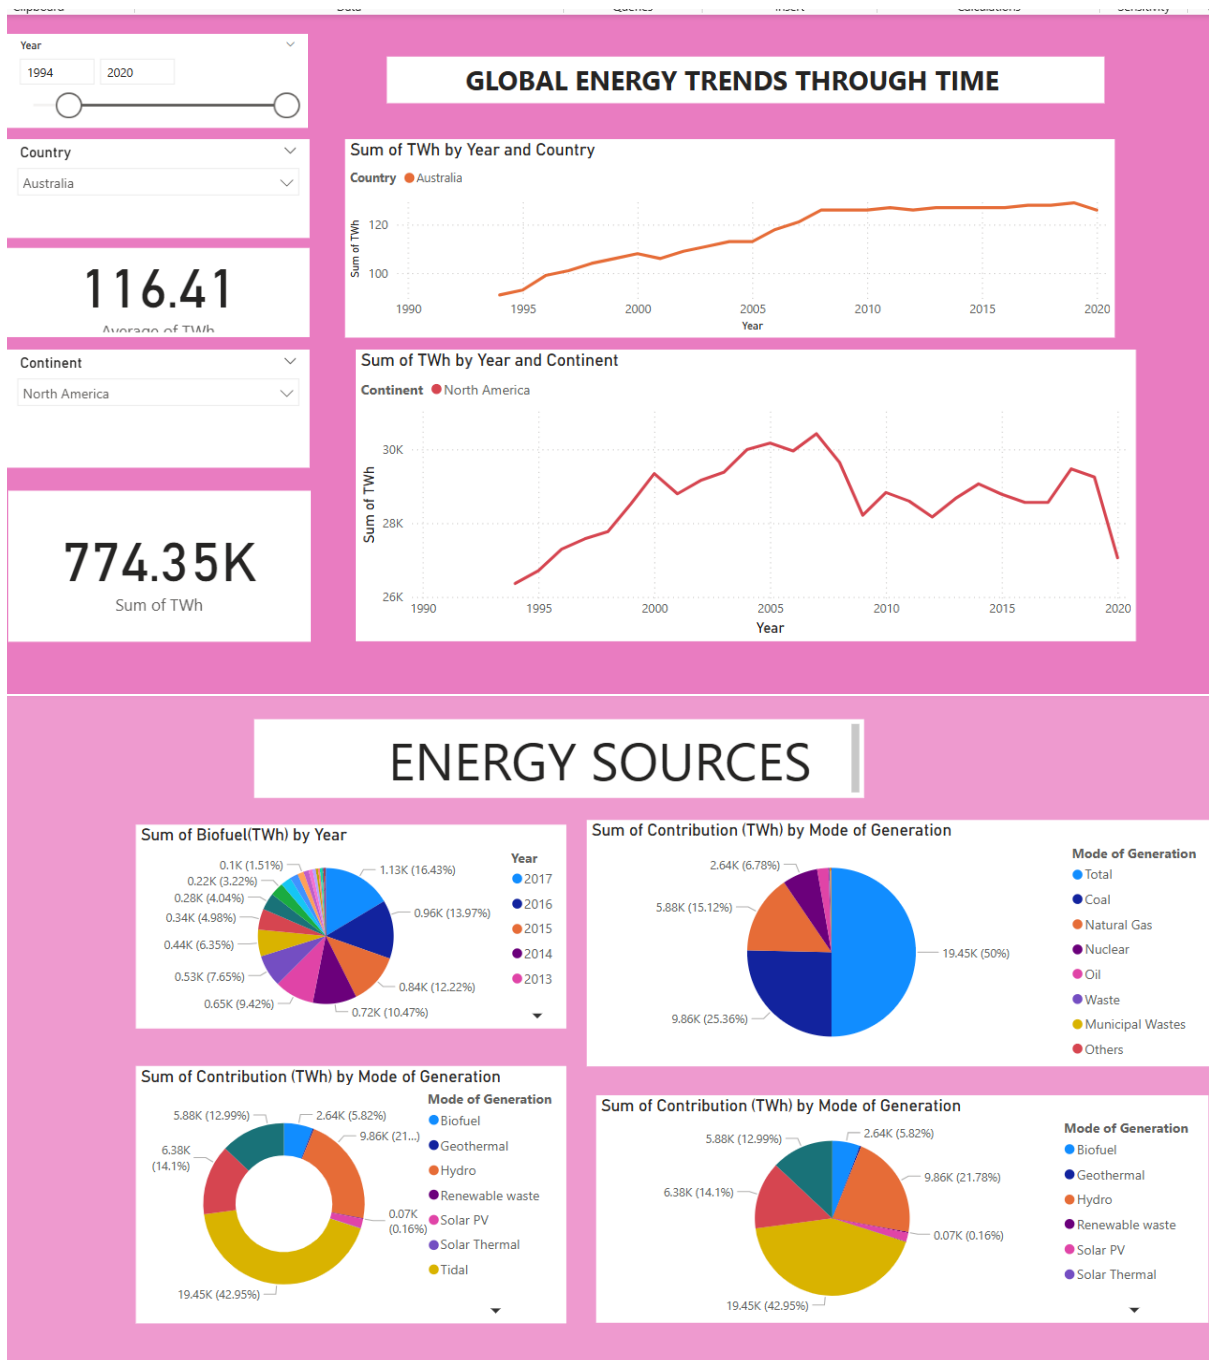 Clipboard Data Queries Insert Calculations Sensitivity
Year
1994 2020
GLOBAL ENERGY TRENDS THROUGH TIME
Country
Australia
Sum of TWh by Year and Country
Country Australia
Sum of TWh
120
100
1990 1995 2000 2005 2010 2015 2020
Year
116.41
Average of TWh
Continent
North America
Sum of TWh by Year and Continent
Continent North America
Sum of TWh
30K
28K
26K
1990 1995 2000 2005 2010 2015 2020
Year
774.35K
Sum of TWh
ENERGY SOURCES
Sum of Biofuel(TWh) by Year
0.1K (1.51%)
0.22K (3.22%)
0.28K (4.04%)
0.34K (4.98%)
0.44K (6.35%)
0.53K (7.65%)
0.65K (9.42%)
0.72K (10.47%)
0.84K (12.22%)
0.96K (13.97%)
1.13K (16.43%)
Year
2017
2016
2015
2014
2013
Sum of Contribution (TWh) by Mode of Generation
2.64K (6.78%)
5.88K (15.12%)
9.86K (25.36%)
19.45K (50%)
Mode of Generation
Total
Coal
Natural Gas
Nuclear
Oil
Waste
Municipal Wastes
Others
Sum of Contribution (TWh) by Mode of Generation
5.88K (12.99%)
2.64K (5.82%)
9.86K (21...)
6.38K
(14.1%)
0.07K
(0.16%)
19.45K (42.95%)
Mode of Generation
Biofuel
Geothermal
Hydro
Renewable waste
Solar PV
Solar Thermal
Tidal
Sum of Contribution (TWh) by Mode of Generation
5.88K (12.99%)
2.64K (5.82%)
9.86K (21.78%)
6.38K (14.1%)
0.07K (0.16%)
19.45K (42.95%)
Mode of Generation
Biofuel
Geothermal
Hydro
Renewable waste
Solar PV
Solar Thermal